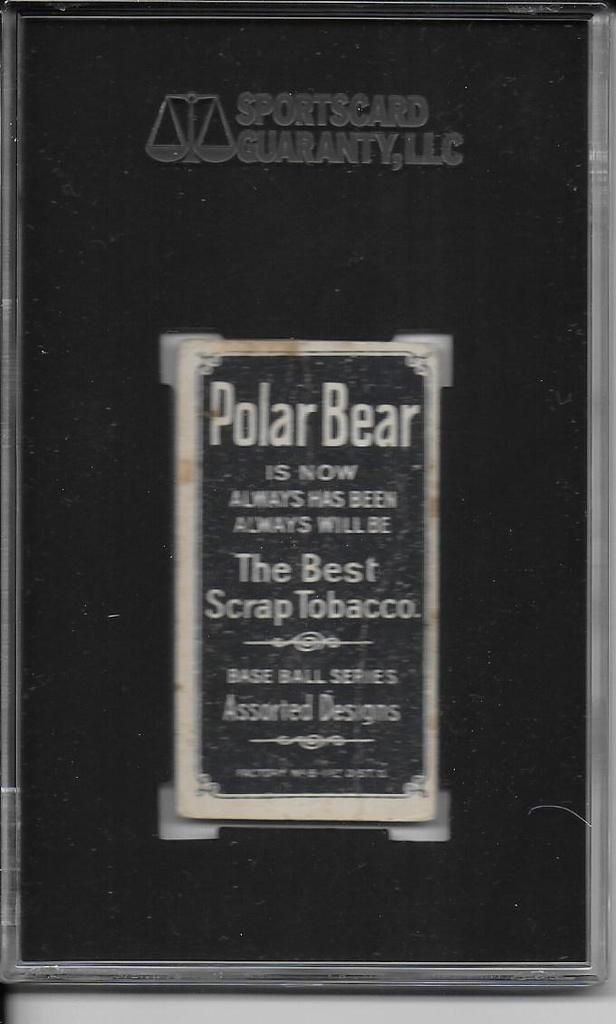 SPORTSCARD
GUARANTY, LLC
Polar Bear
IS NOW
ALWAYS HAS BEEN
ALWAYS WILL BE
The Best
Scrap Tobacco.
BASE BALL SERIES
Assorted Designs
FACTORY